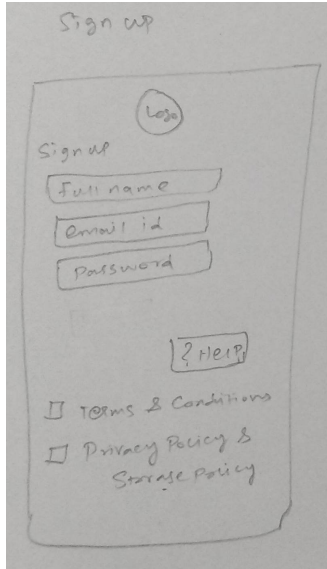 Sign up
Logo
Sign up
Full name
email id
Password
? Help
Terms & Conditions
Privacy Policy &
Storage Policy